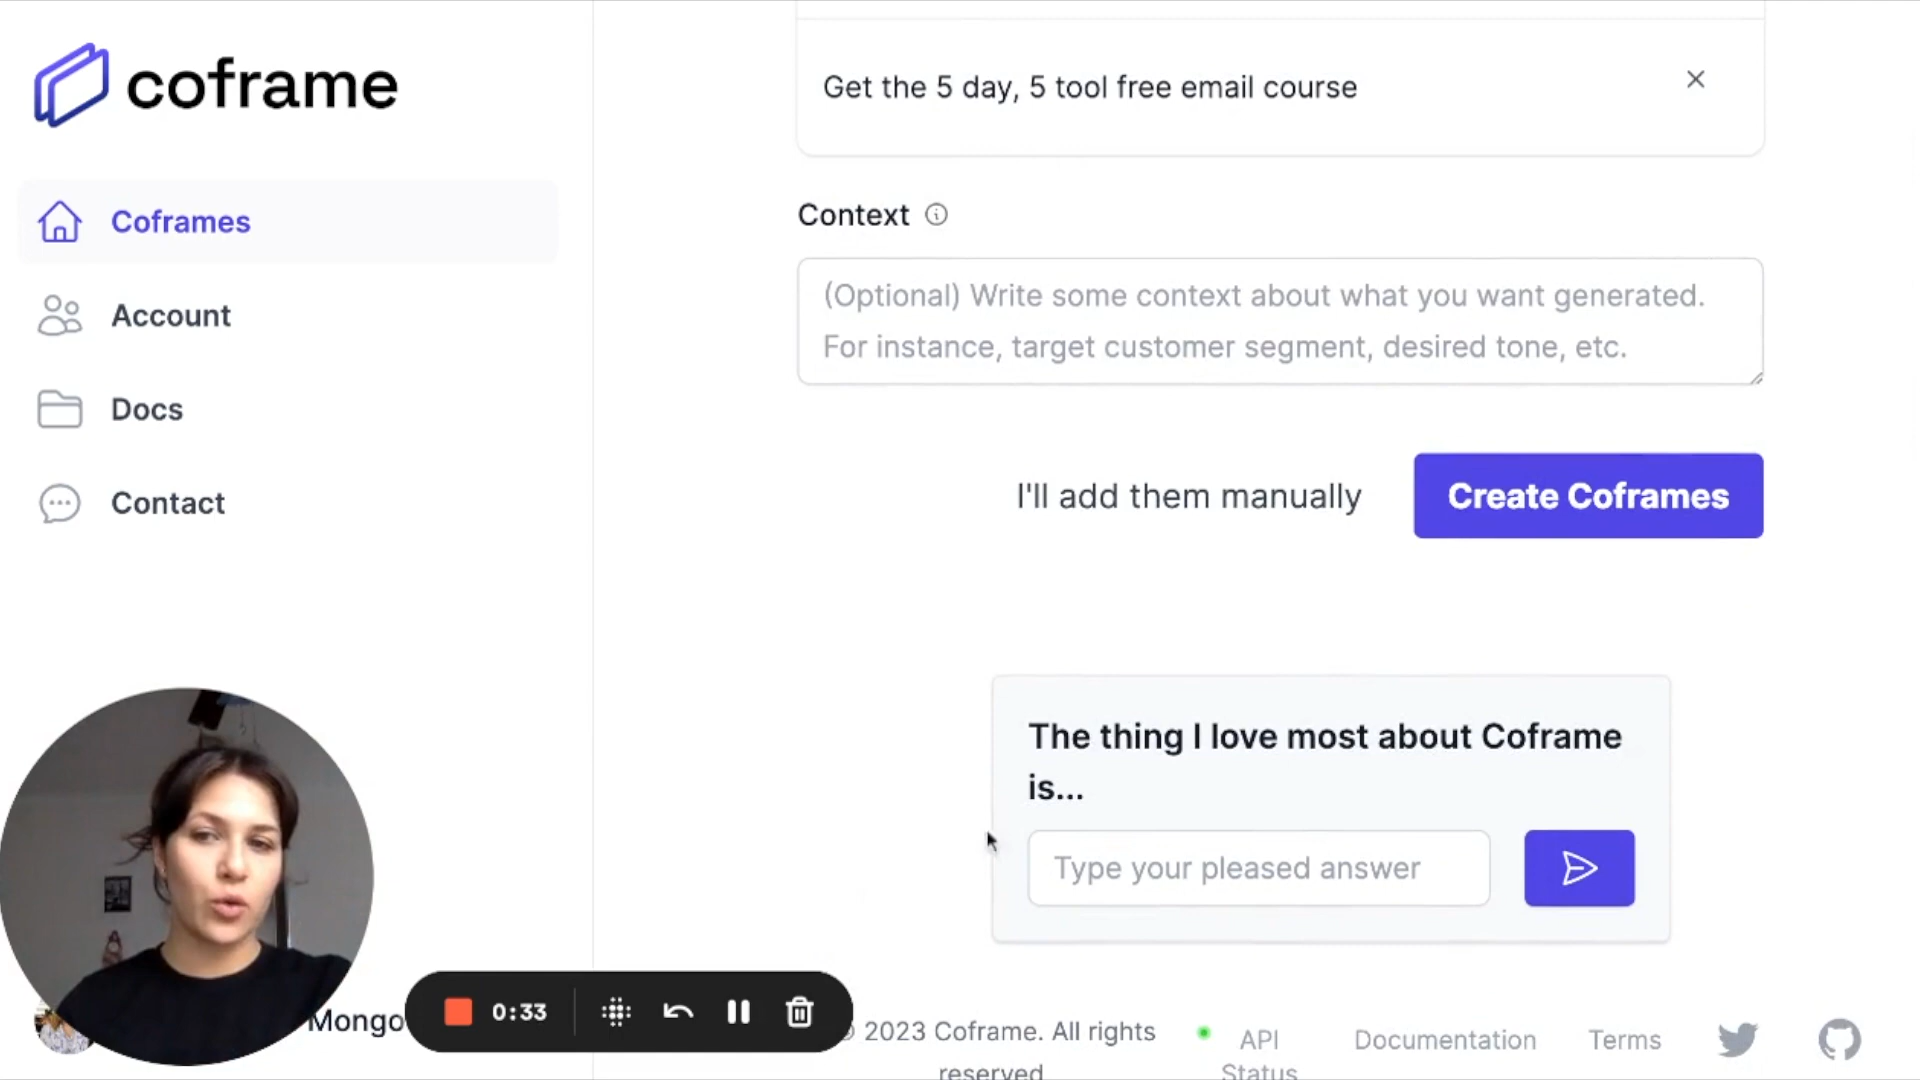 coframe
Coframes
Account
Docs
Contact
Get the 5 day, 5 tool free email course
Context
(Optional) Write some context about what you want generated.
For instance, target customer segment, desired tone, etc.
I'll add them manually
Create Coframes
The thing I love most about Coframe
is...
Type your pleased answer
Mongo
0:33
2023 Coframe. All rights
reserved
API
Status
Documentation
Terms